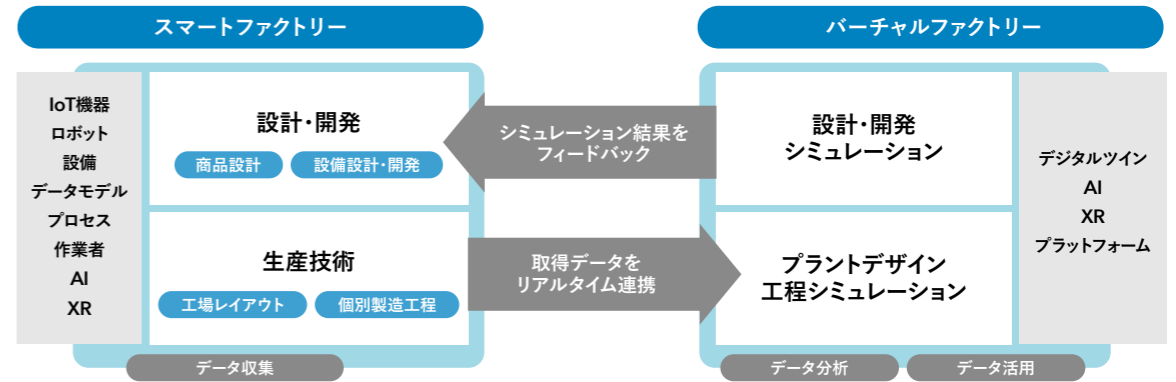 スマートファクトリー
IoT機器
ロボット
設備
データモデル
プロセス
作業者
AI
XR
設計・開発
商品設計
設備設計・開発
生産技術
工場レイアウト
個別製造工程
データ収集
シミュレーション結果を
フィードバック
取得データを
リアルタイム連携
バーチャルファクトリー
設計・開発
シミュレーション
プラントデザイン
工程シミュレーション
デジタルツイン
AI
XR
プラットフォーム
データ分析
データ活用